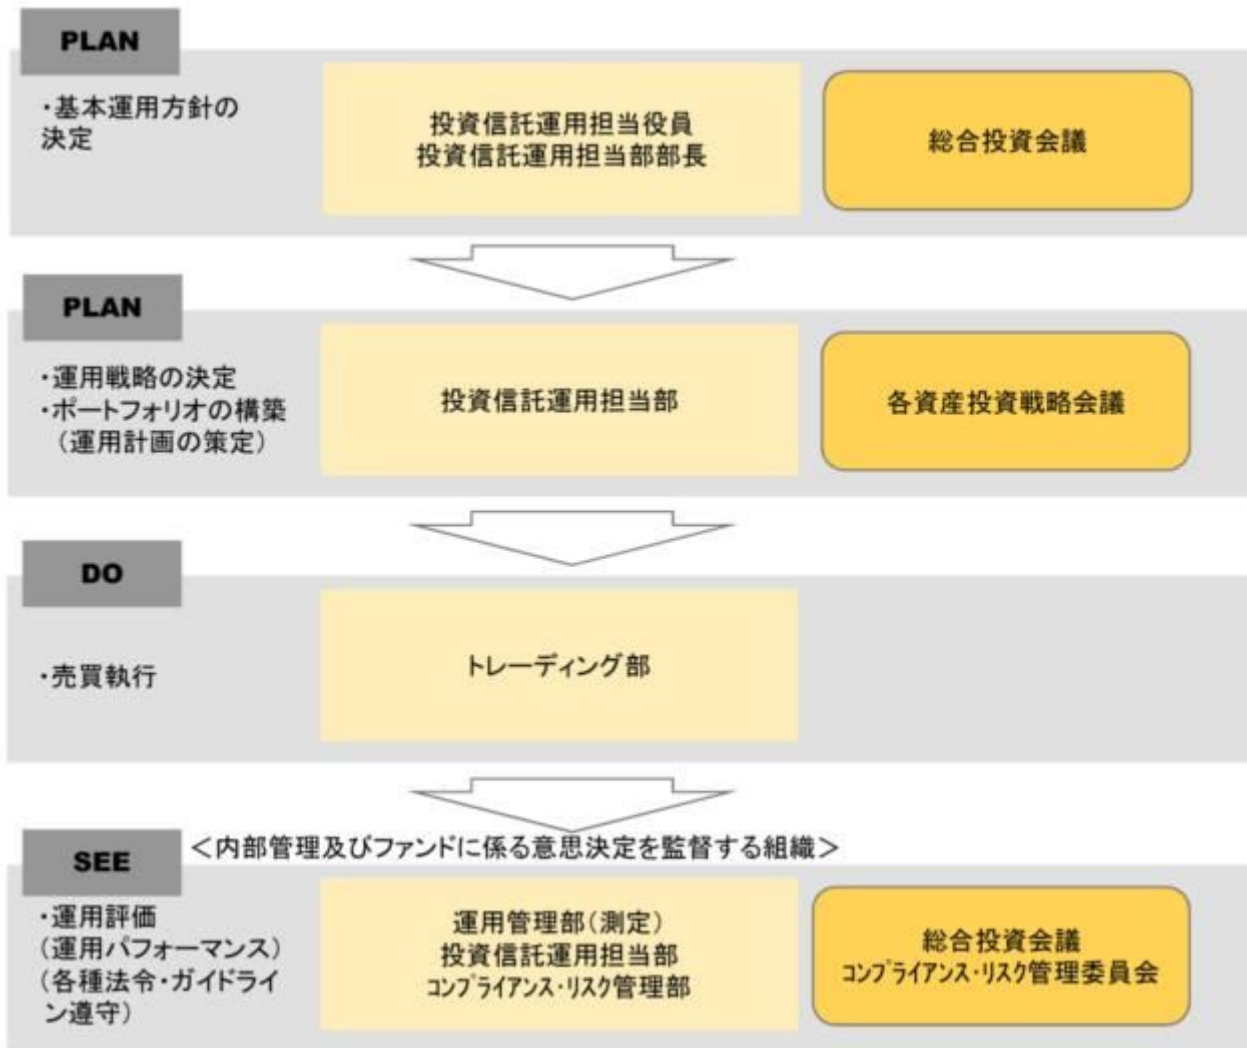 PLAN
・基本運用方針の
決定
投資信託運用担当役員
投資信託運用担当部部長
総合投資会議
PLAN
・運用戦略の決定
・ポートフォリオの構築
(運用計画の策定)
投資信託運用担当部
各資産投資戦略会議
DO
・売買執行
トレーディング部
SEE
＜内部管理及びファンドに係る意思決定を監督する組織＞
・運用評価
(運用パフォーマンス)
(各種法令・ガイドライ
ン遵守)
運用管理部(測定)
投資信託運用担当部
ｺﾝﾌﾟﾗｲｱﾝｽ･ﾘｽｸ管理部
総合投資会議
ｺﾝﾌﾟﾗｲｱﾝｽ･ﾘｽｸ管理委員会